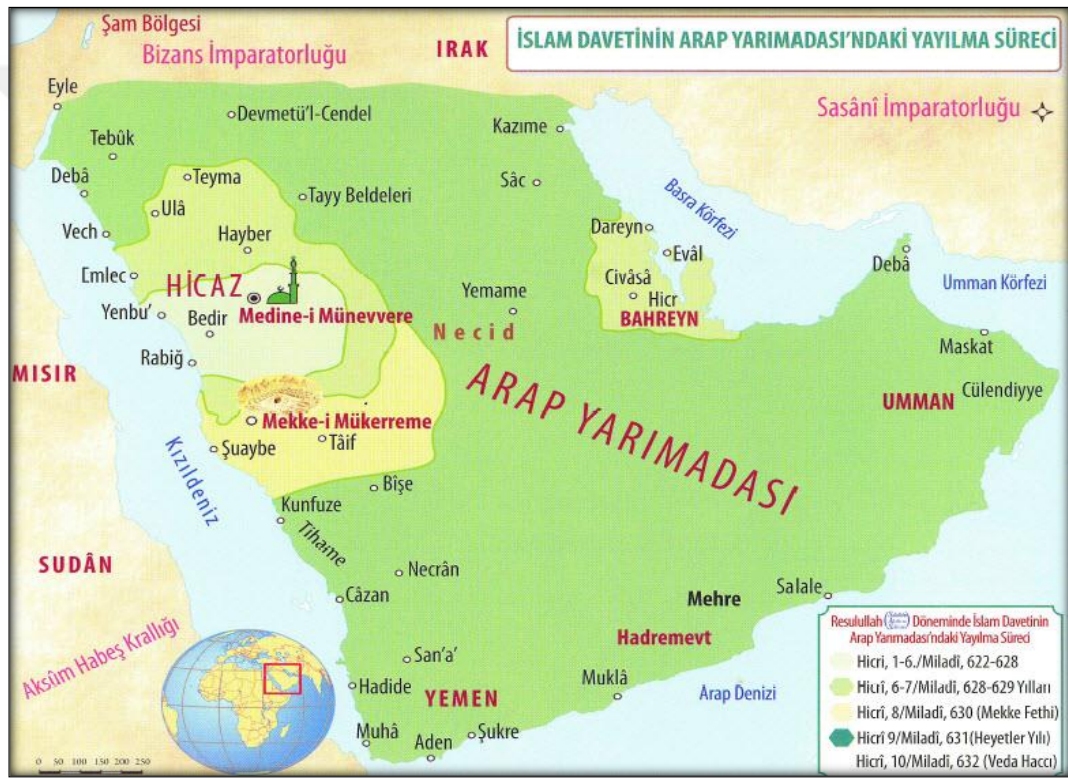 Şam Bölgesi
Bizans İmparatorluğu
IRAK
İSLAM DAVETİNİN ARAP YARIMADASI'NDAKİ YAYILMA SÜRECİ
Sasânî İmparatorluğu
Eyle
Devmetü'l-Cendel
Kazıme
Tebûk
Debâ
Teyma
Tayy Beldeleri
Sâc
Basra Körfezi
Ulâ
Vech
Hayber
Dareyn
Evâl
Debâ
Emlec
HİCAZ
Civâsâ
Hicr
Umman Körfezi
Yenbu'
Bedir
Medine-i Münevvere
Yemame
Necid
BAHREYN
Maskat
Rabiğ
MISIR
ARAP YARIMADASI
UMMAN
Cülendiyye
Mekke-i Mükerreme
Şuaybe
Tâif
Kızıldeniz
Bîşe
Kunfuze
Tihame
SUDÂN
Necrân
Câzan
Mehre
Salale
Hadremevt
Aksûm Habeş Krallığı
San'a'
Hadide
YEMEN
Muklâ
Arap Denizi
Muhâ
Aden
Şukre
Resulullah Döneminde İslam Davetinin
Arap Yarımadası'ndaki Yayılma Süreci
Hicri, 1-6./Miladî, 622-628
Hicrî, 6-7/Miladî, 628-629 Yılları
Hicrî, 8/Miladî, 630 (Mekke Fethi)
Hicrî 9/Miladî, 631(Heyetler Yılı)
Hicrî, 10/Miladî, 632 (Veda Haccı)
0 50 100 150 200 250